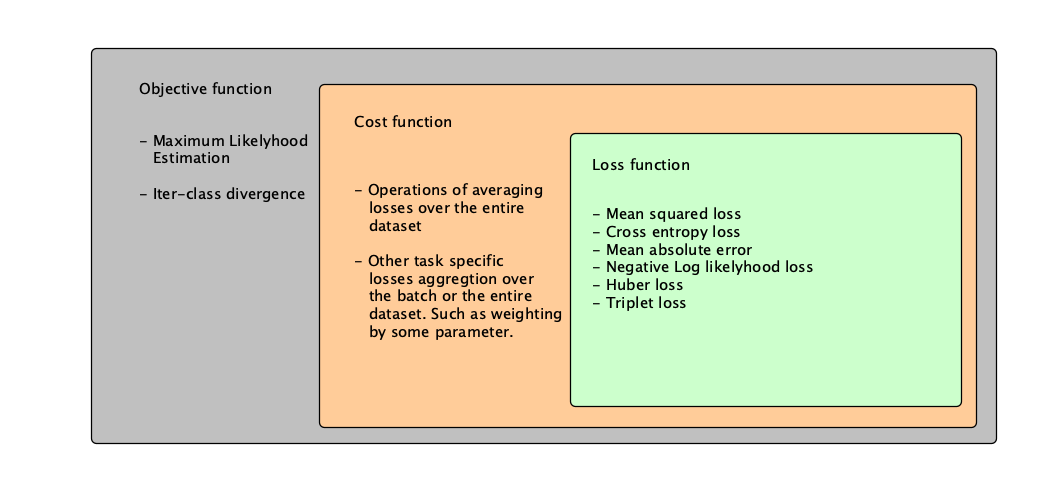 Objective function
- Maximum Likelyhood
Estimation
- Iter-class divergence
Cost function
- Operations of averaging
losses over the entire
dataset
- Other task specific
losses aggregtion over
the batch or the entire
dataset. Such as weighting
by some parameter.
Loss function
- Mean squared loss
- Cross entropy loss
- Mean absolute error
- Negative Log likelyhood loss
- Huber loss
- Triplet loss